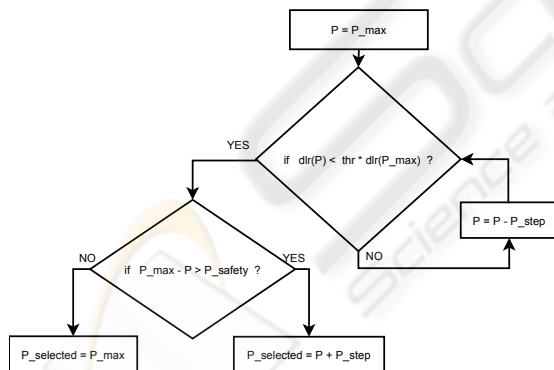 P = P_max
if dlr(P) < thr * dlr(P_max) ?
YES
NO
P = P - P_step
if P_max - P > P_safety ?
NO
YES
P_selected = P_max
P_selected = P + P_step